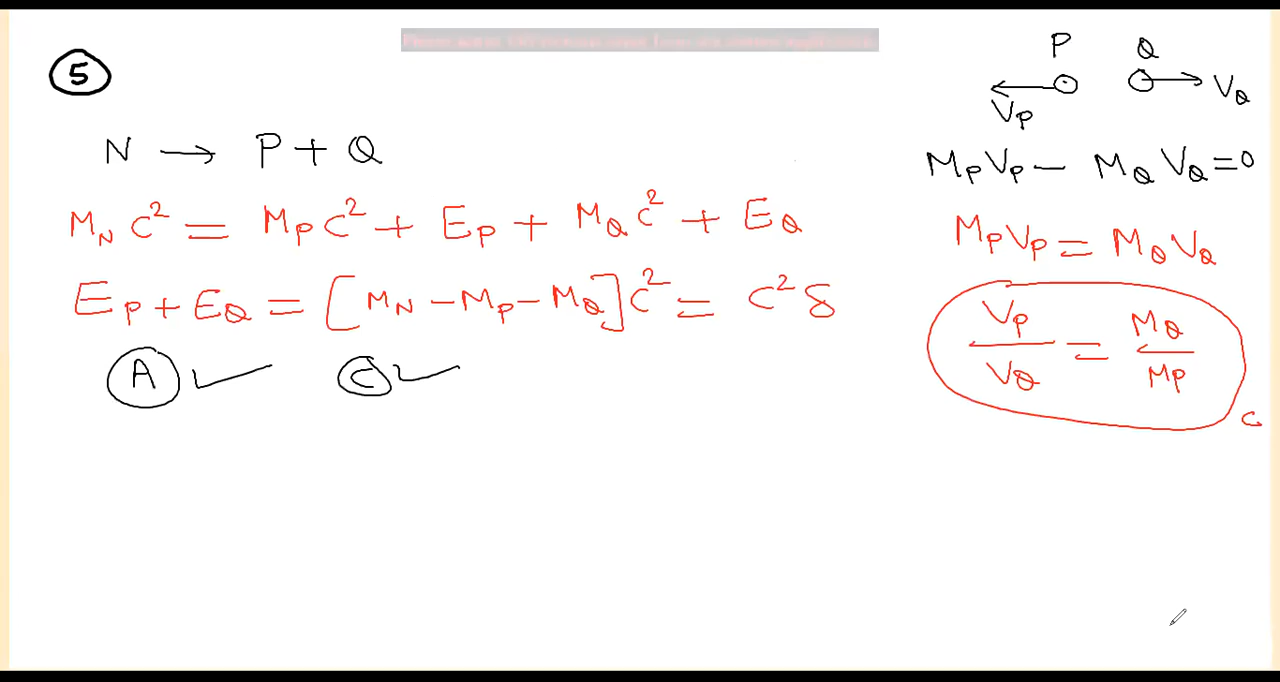 5
N → P + Q
M_N C² = M_P C² + E_P + M_Q C² + E_Q
E_P + E_Q = [M_N - M_P - M_Q] C² = C² δ
A ✓ C ✓
P Q
V_P V_Q
M_P V_P - M_Q V_Q = 0
M_P V_P = M_Q V_Q
V_P / V_Q = M_Q / M_P
C